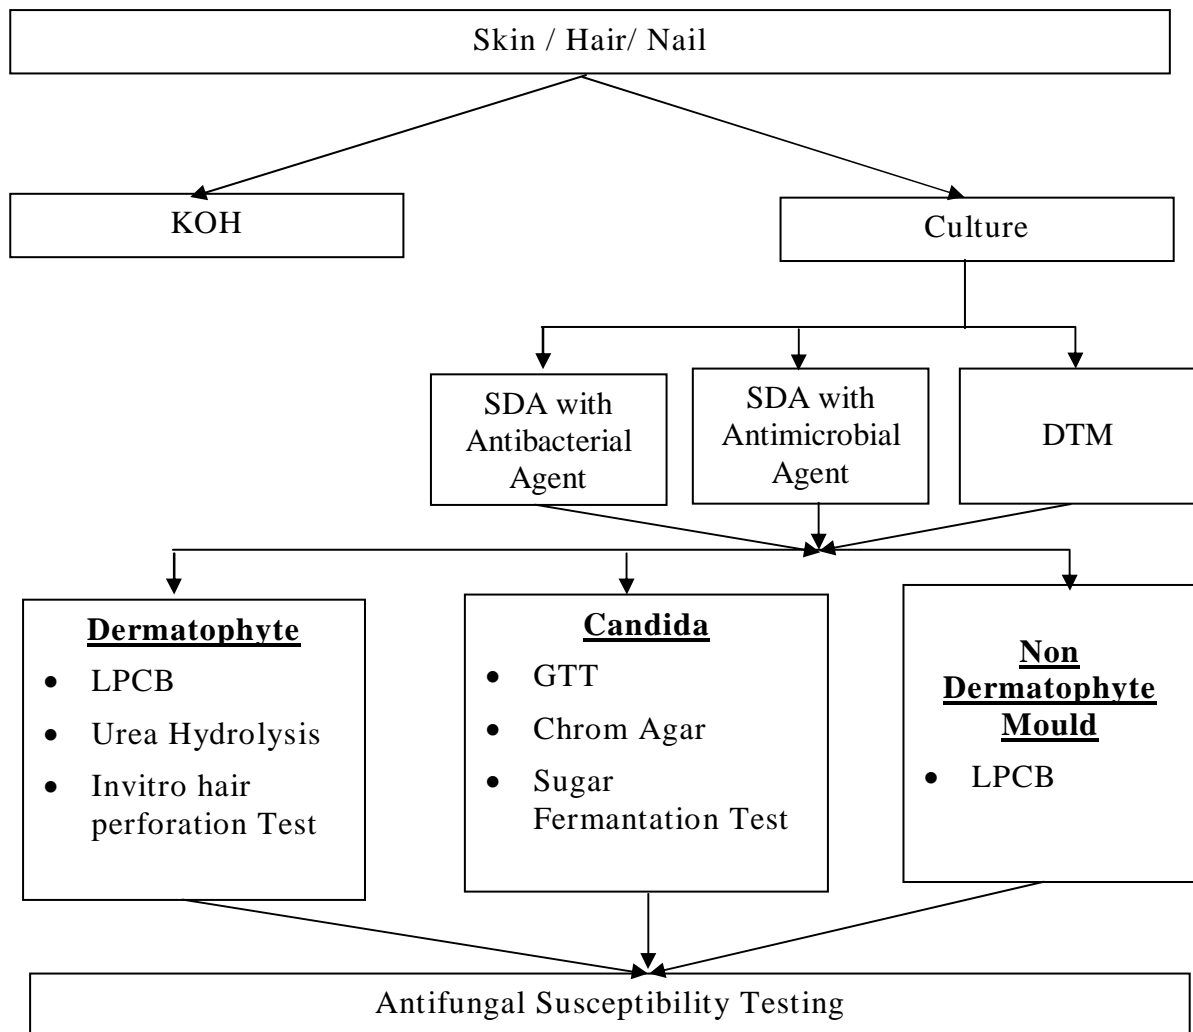 Skin / Hair/ Nail
KOH
Culture
SDA with
Antibacterial
Agent
SDA with
Antimicrobial
Agent
DTM
Dermatophyte
• LPCB
• Urea Hydrolysis
• Invitro hair
perforation Test
Candida
• GTT
• Chrom Agar
• Sugar
Fermantation Test
Non
Dermatophyte
Mould
• LPCB
Antifungal Susceptibility Testing